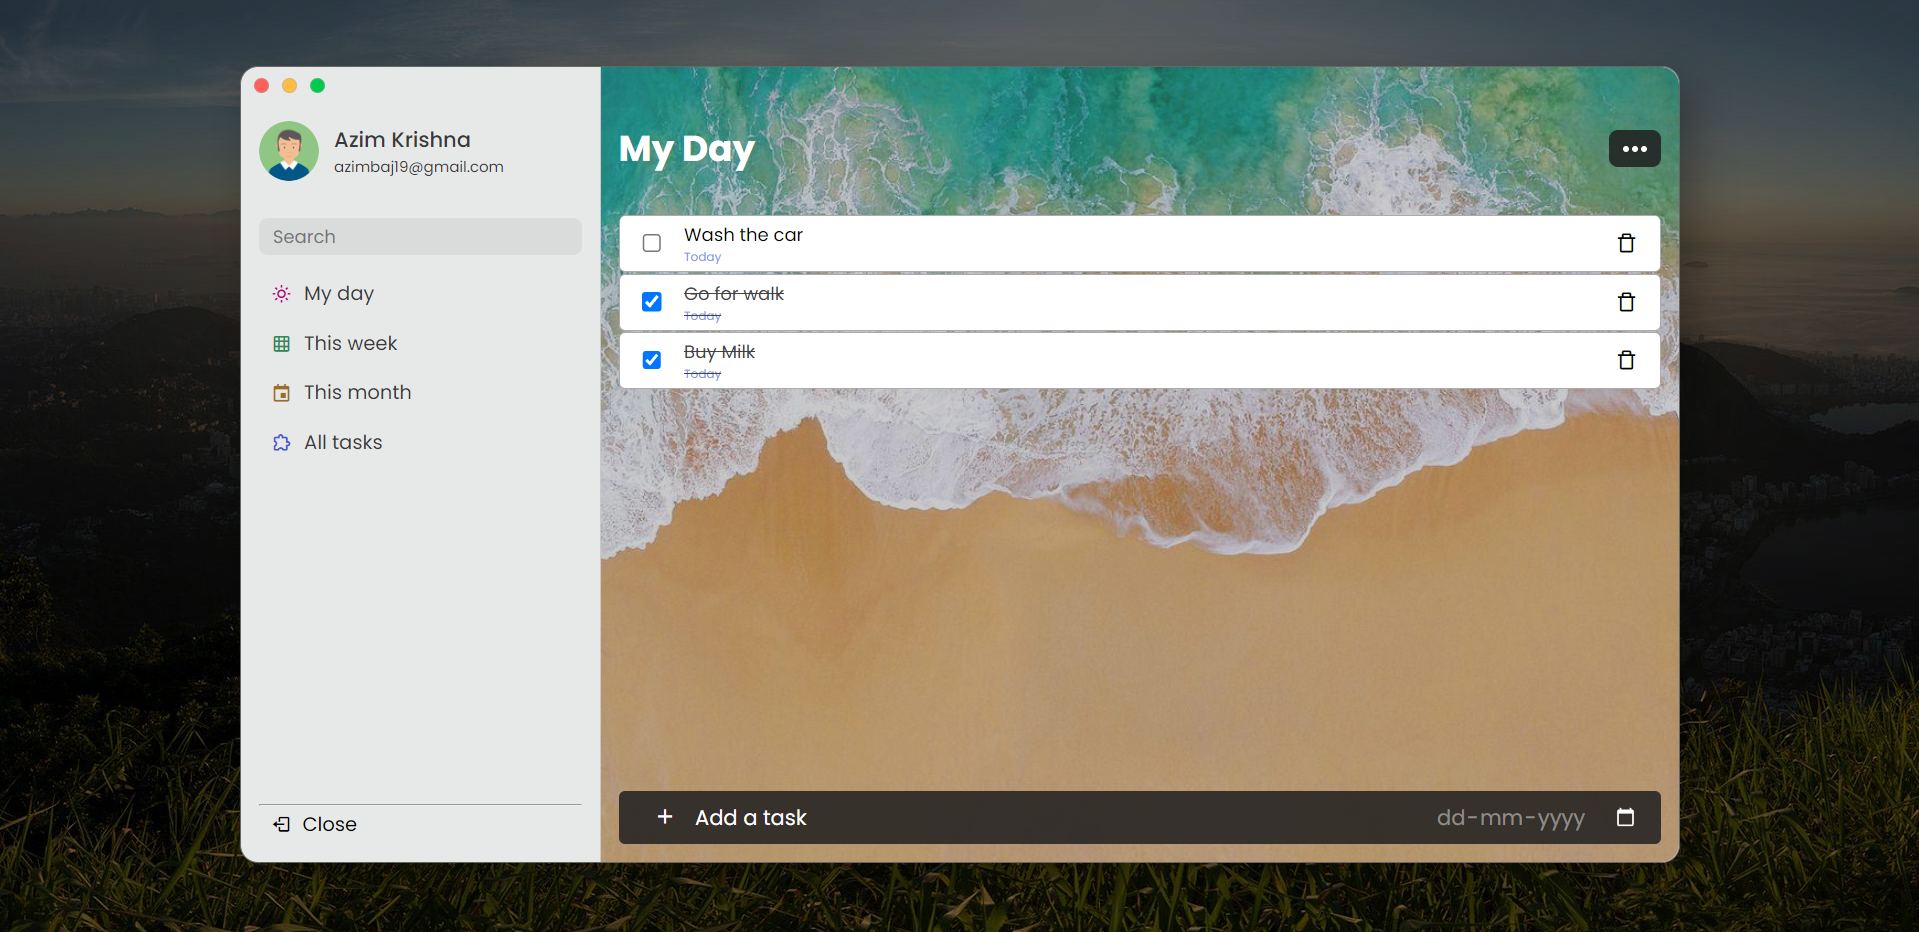 Azim Krishna
azimbaj19@gmail.com
Search
My day
This week
This month
All tasks
Close
My Day
Wash the car
Today
Go for walk
Today
Buy Milk
Today
Add a task
dd-mm-yyyy